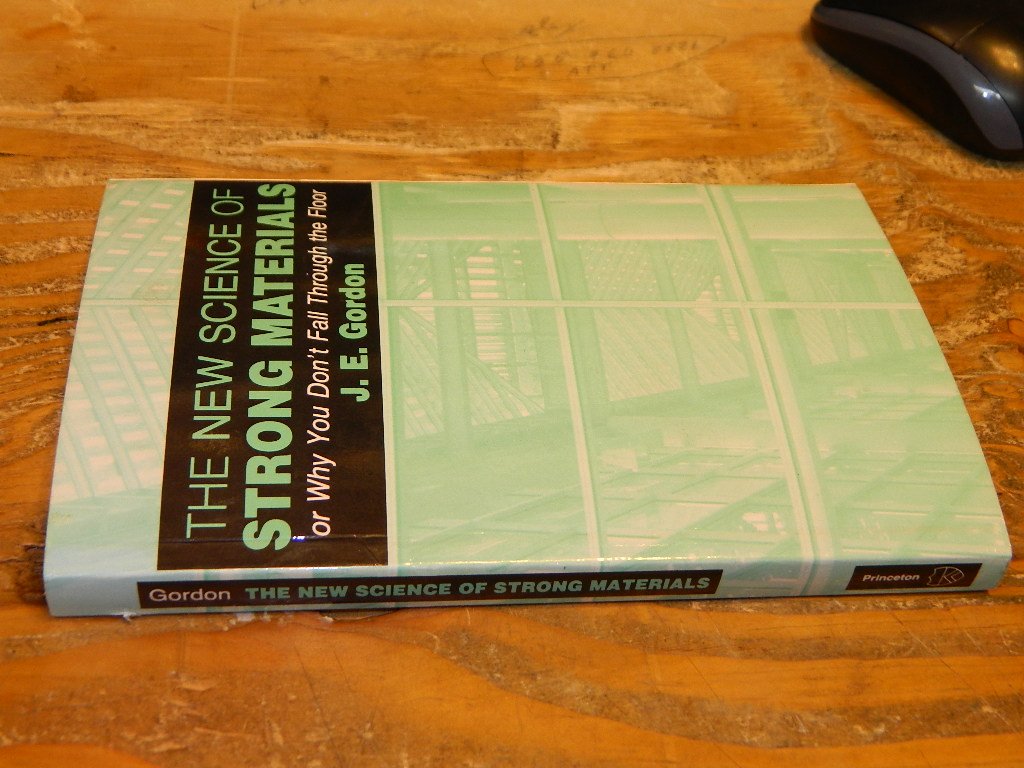 THE NEW SCIENCE OF
STRONG MATERIALS
or Why You Don't Fall Through the Floor
J. E. Gordon
Gordon THE NEW SCIENCE OF STRONG MATERIALS
Princeton